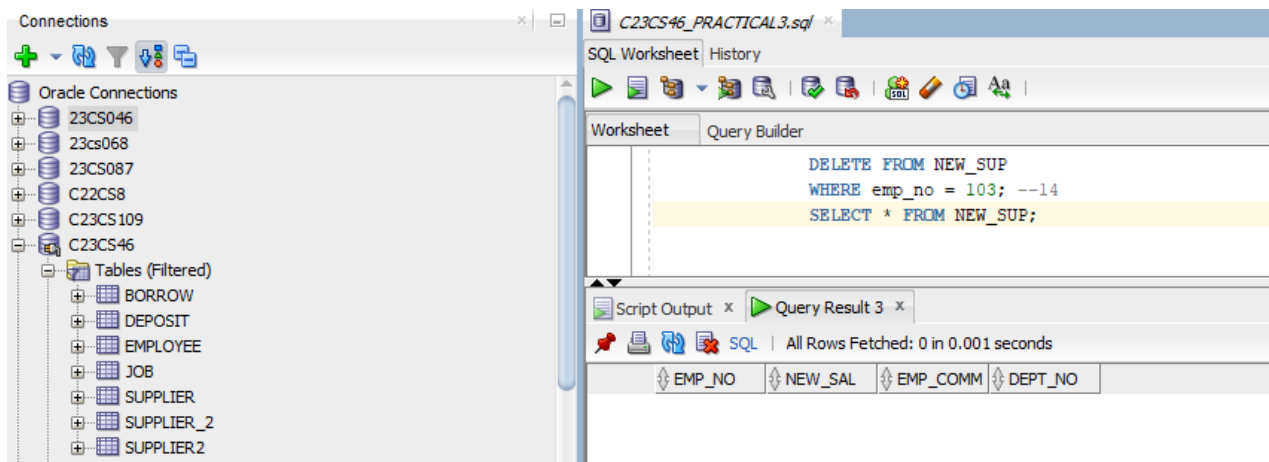 Connections
Oracle Connections
23CS046
23cs068
23CS087
C22CS8
C23CS109
C23CS46
Tables (Filtered)
BORROW
DEPOSIT
EMPLOYEE
JOB
SUPPLIER
SUPPLIER_2
SUPPLIER2
C23CS46_PRACTICAL3.sql
SQL Worksheet History
SQL
Aa
Worksheet Query Builder
DELETE FROM NEW_SUP
WHERE emp_no = 103; --14
SELECT * FROM NEW_SUP;
Script Output x Query Result 3 x
SQL | All Rows Fetched: 0 in 0.001 seconds
EMP_NO NEW_SAL EMP_COMM DEPT_NO